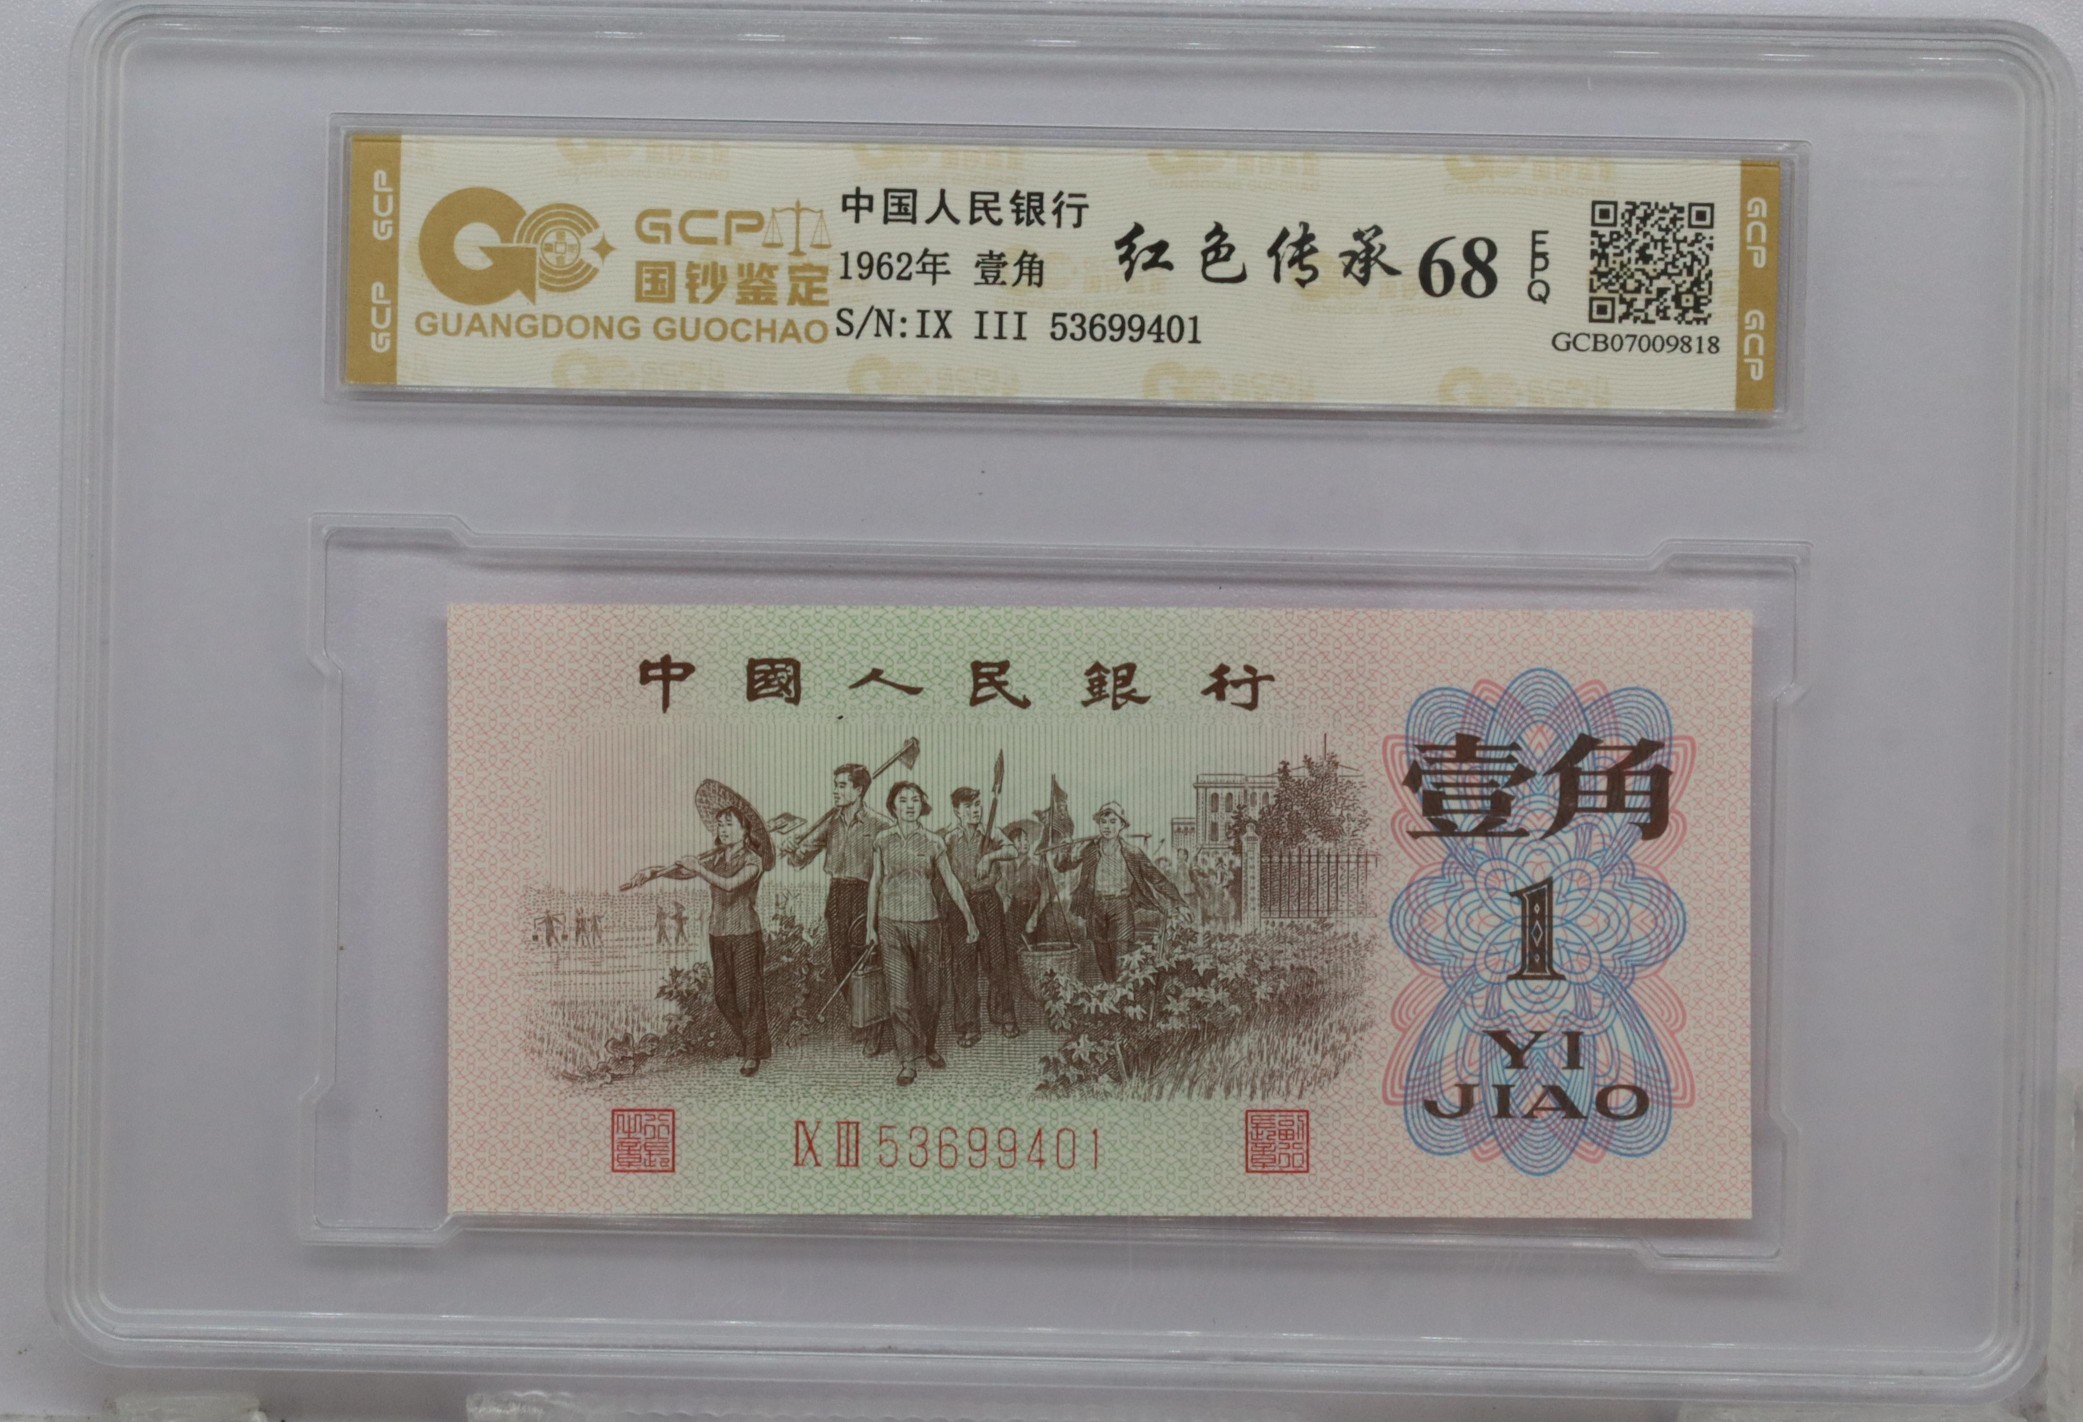 GCP GCP
GCP
国钞鉴定
GUANGDONG GUOCHAO
中国人民银行
1962年 壹角
S/N:IX III 53699401
红色传承
68
EPQ
GCB07009818
GCP GCP
中國人民銀行
壹角
1
YI
JIAO
IX III 53699401